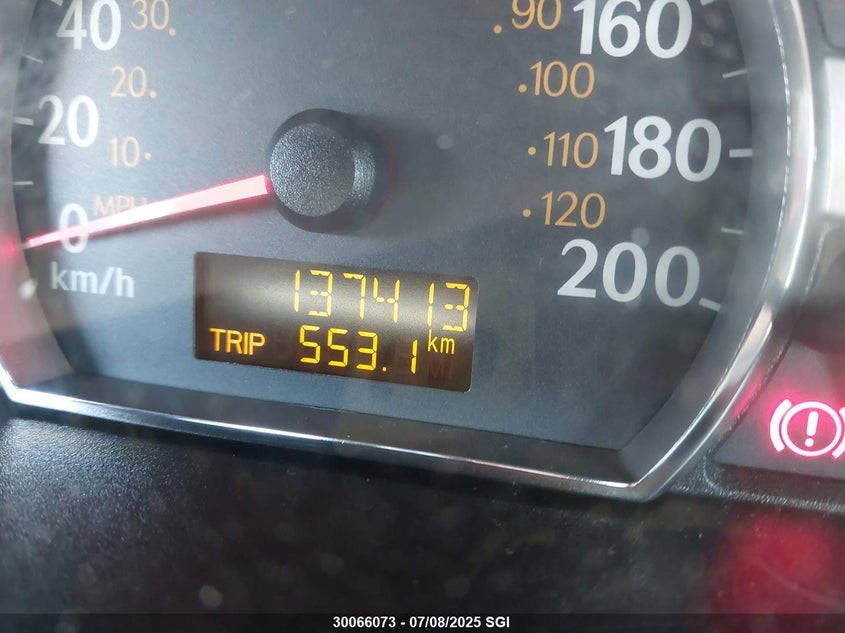 40 30. .90 160
20. .100
20 10. .110 180
0 MPH .120
km/h 200
137413
TRIP 553.1 km
30066073 - 07/08/2025 SGI